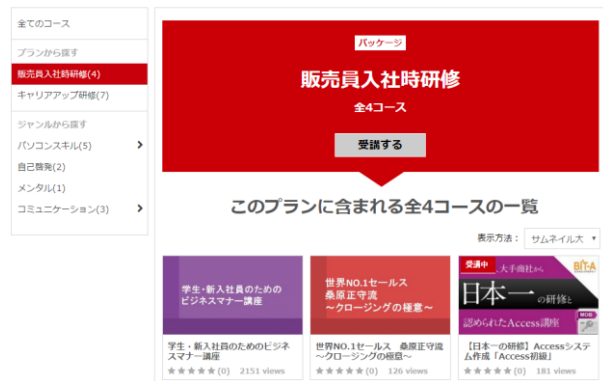 全てのコース
プランから探す
販売員入社時研修(4)
キャリアアップ研修(7)
ジャンルから探す
パソコンスキル(5)
自己啓発(2)
メンタル(1)
コミュニケーション(3)
パッケージ
販売員入社時研修
全4コース
受講する
このプランに含まれる全4コースの一覧
表示方法： サムネイル大
学生・新入社員のための
ビジネスマナー講座
学生・新入社員のためのビジネ
スマナー講座
(0) 2151 views
世界NO.1セールス
桑原正守流
～クロージングの極意～
世界NO.1セールス 桑原正守流
～クロージングの極意～
(0) 126 views
受講中
大手商社から
BIT-A
日本一の研修と
認められたAccess講座
MOB
【日本一の研修】Accessシステ
ム作成「Access初級」
(0) 181 views